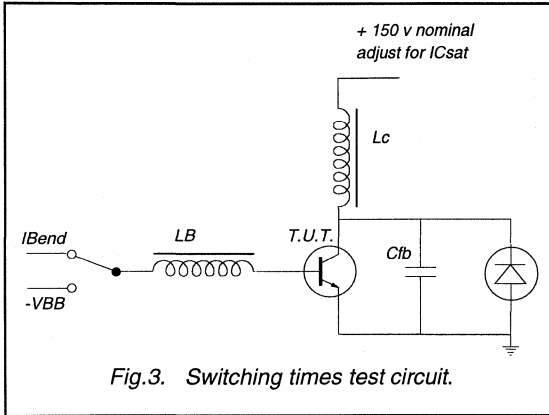 + 150 v nominal
adjust for ICsat
Lc
IBend
LB
T.U.T.
Cfb
-VBB
Fig.3. Switching times test circuit.